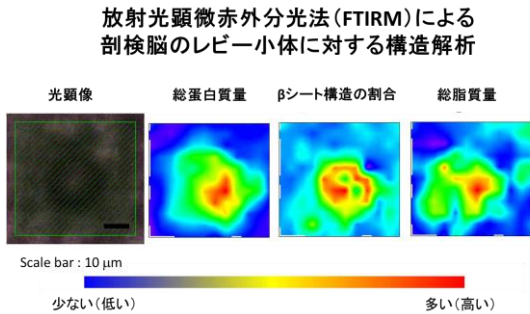 放射光顕微赤外分光法(FTIRM)による
剖検脳のレビー小体に対する構造解析
光顕像
総蛋白質量
βシート構造の割合
総脂質量
Scale bar : 10 μm
少ない(低い)
多い(高い)